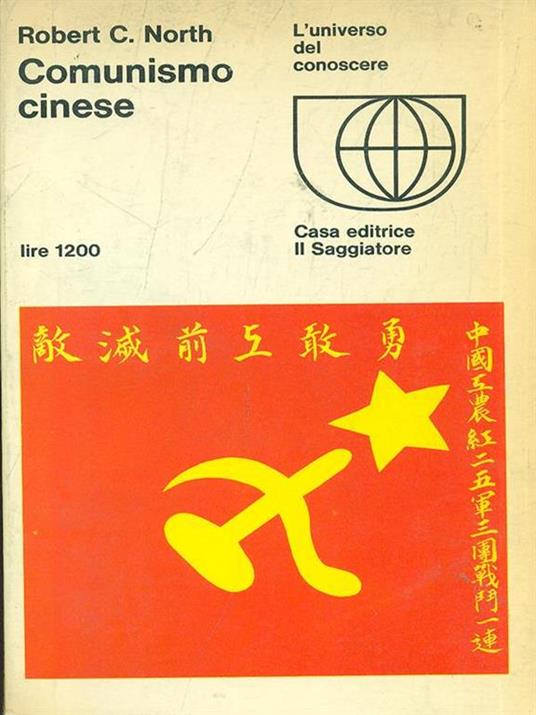 Robert C. North
Comunismo
cinese
L'universo
del
conoscere
lire 1200
Casa editrice
Il Saggiatore
勇敢上前滅敵
中國工農紅二五軍三團戰鬥一連